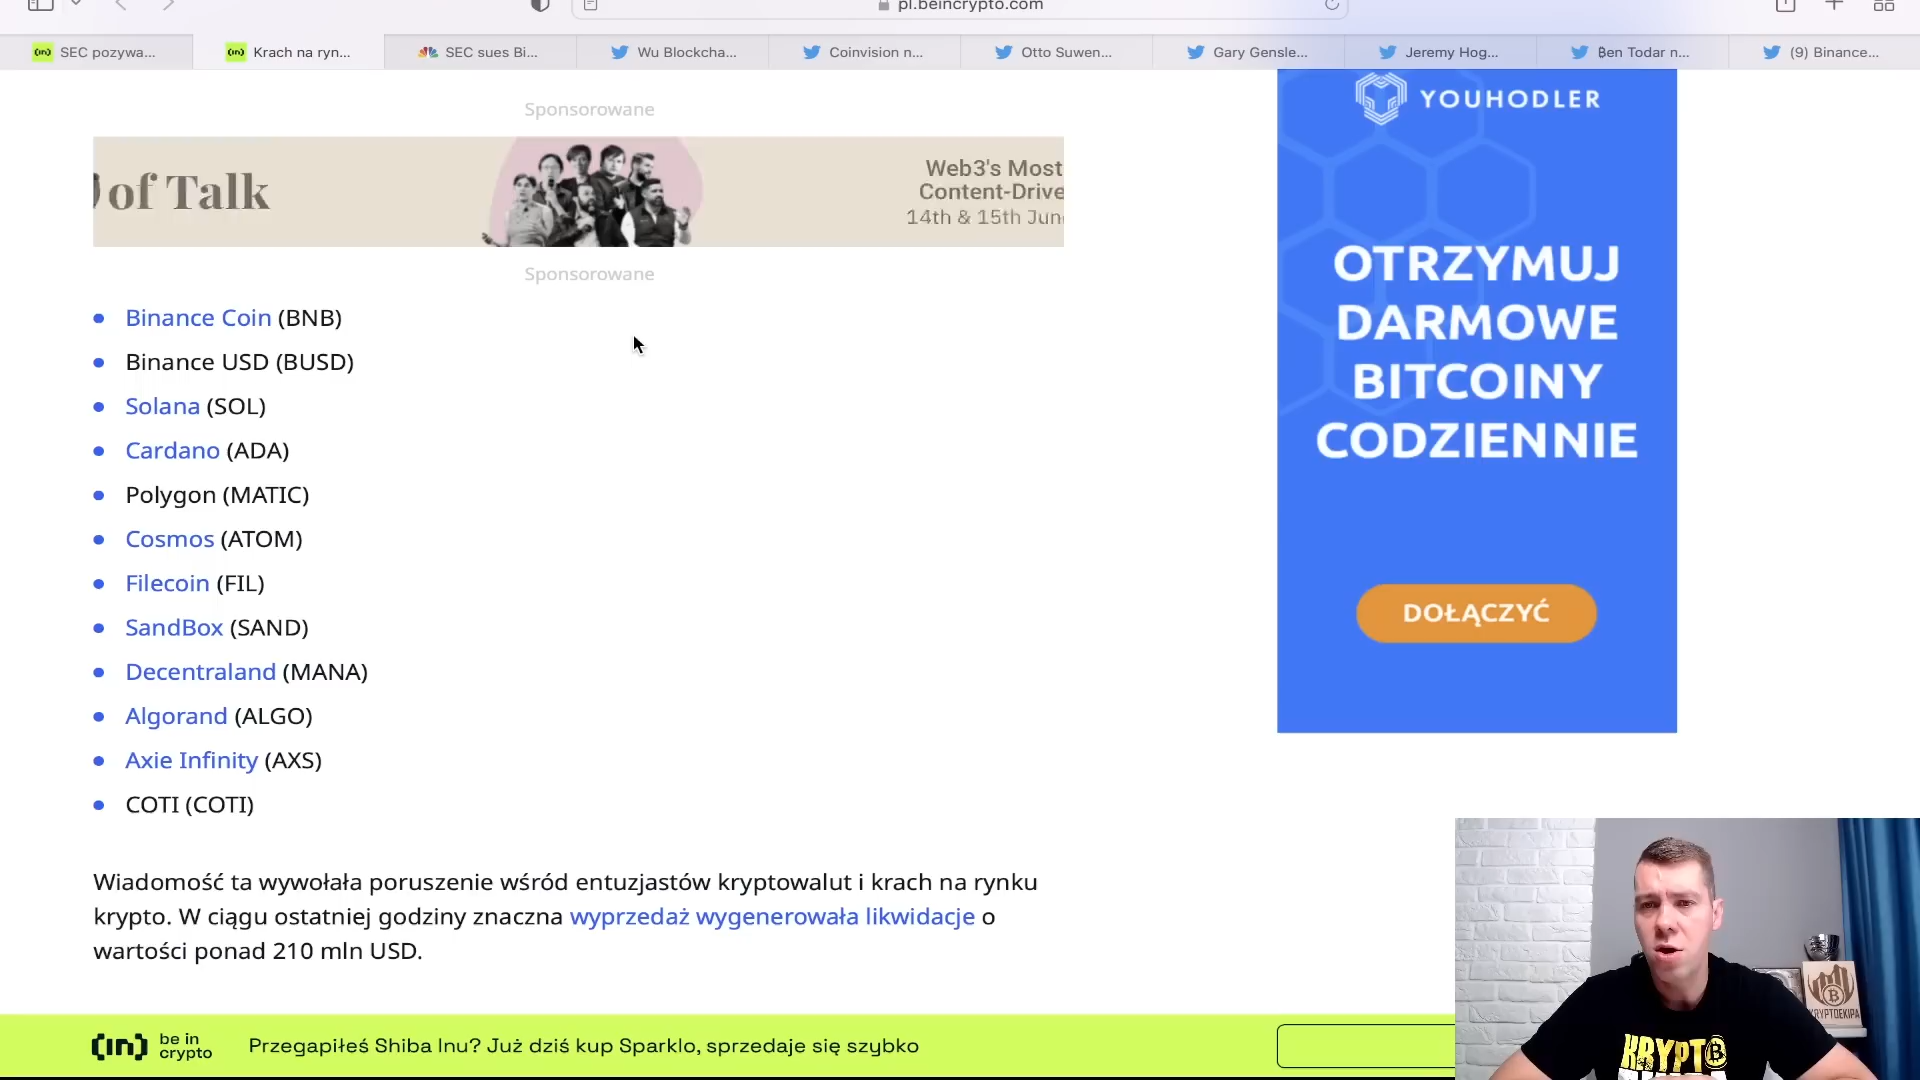 pl.beincrypto.com
SEC pozywa...
Krach na ryn...
SEC sues Bi...
Wu Blockcha...
Coinvision n...
Otto Suwen...
Gary Gensle...
Jeremy Hog...
₿en Todar n...
(9) Binance...
Sponsorowane
of Talk
Web3's Most
Content-Drive
14th & 15th Jun
Sponsorowane
Binance Coin (BNB)
Binance USD (BUSD)
Solana (SOL)
Cardano (ADA)
Polygon (MATIC)
Cosmos (ATOM)
Filecoin (FIL)
SandBox (SAND)
Decentraland (MANA)
Algorand (ALGO)
Axie Infinity (AXS)
COTI (COTI)
Wiadomość ta wywołała poruszenie wśród entuzjastów kryptowalut i krach na rynku
krypto. W ciągu ostatniej godziny znaczna wyprzedaż wygenerowała likwidacje o
wartości ponad 210 mln USD.
YOUHODLER
OTRZYMUJ
DARMOWE
BITCOINY
CODZIENNIE
DOŁĄCZYĆ
(in) be in
crypto
Przegapiłeś Shiba Inu? Już dziś kup Sparklo, sprzedaje się szybko
KRYPTOEKIPA
KRYPT₿